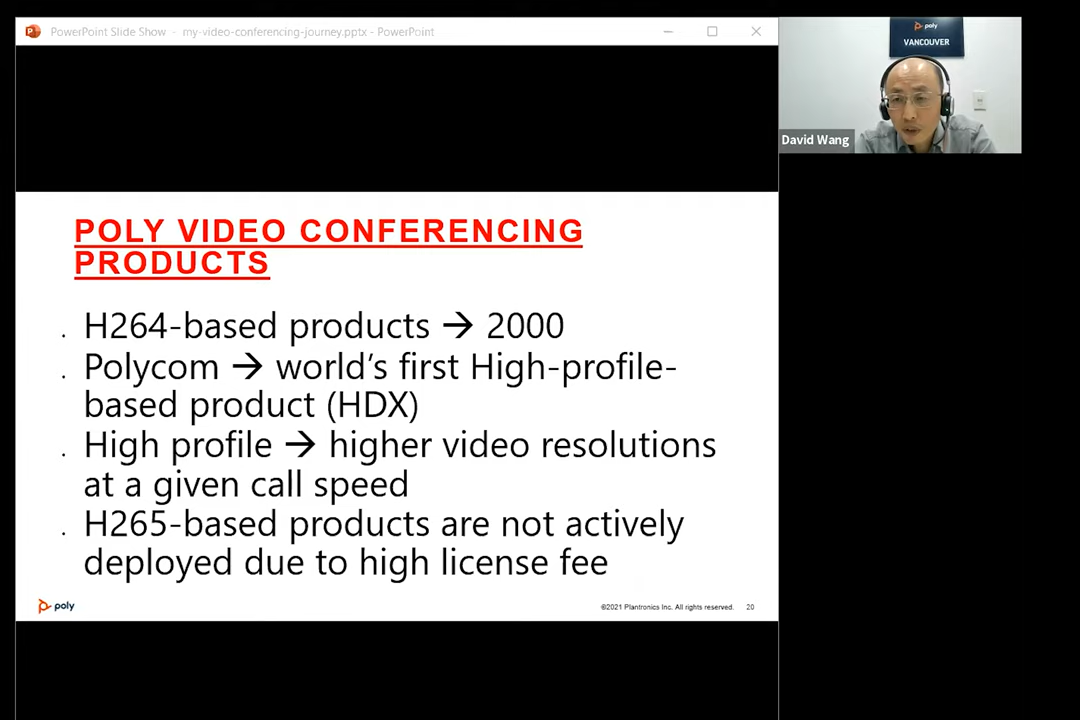 PowerPoint Slide Show - my-video-conferencing-journey.pptx - PowerPoint
poly
VANCOUVER
David Wang
POLY VIDEO CONFERENCING
PRODUCTS
. H264-based products → 2000
. Polycom → world's first High-profile-
based product (HDX)
. High profile → higher video resolutions
at a given call speed
. H265-based products are not actively
deployed due to high license fee
poly
©2021 Plantronics Inc. All rights reserved. 20